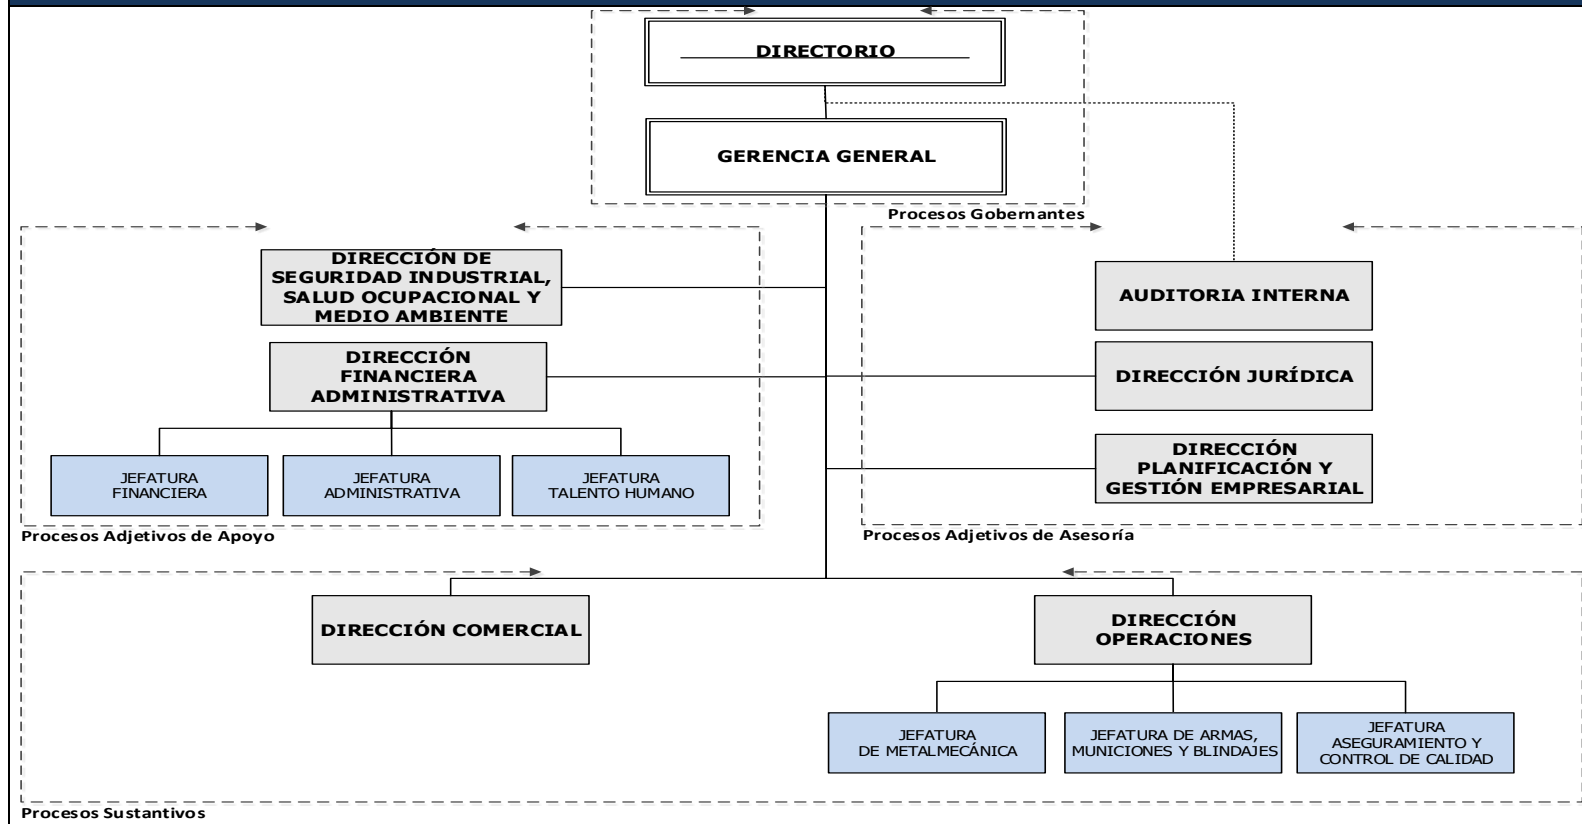 DIRECTORIO
GERENCIA GENERAL
Procesos Gobernantes
DIRECCIÓN DE
SEGURIDAD INDUSTRIAL,
SALUD OCUPACIONAL Y
MEDIO AMBIENTE
DIRECCIÓN
FINANCIERA
ADMINISTRATIVA
JEFATURA
FINANCIERA
JEFATURA
ADMINISTRATIVA
JEFATURA
TALENTO HUMANO
Procesos Adjetivos de Apoyo
AUDITORIA INTERNA
DIRECCIÓN JURÍDICA
DIRECCIÓN
PLANIFICACIÓN Y
GESTIÓN EMPRESARIAL
Procesos Adjetivos de Asesoría
DIRECCIÓN COMERCIAL
DIRECCIÓN
OPERACIONES
JEFATURA
DE METALMECÁNICA
JEFATURA DE ARMAS,
MUNICIONES Y BLINDAJES
JEFATURA
ASEGURAMIENTO Y
CONTROL DE CALIDAD
Procesos Sustantivos